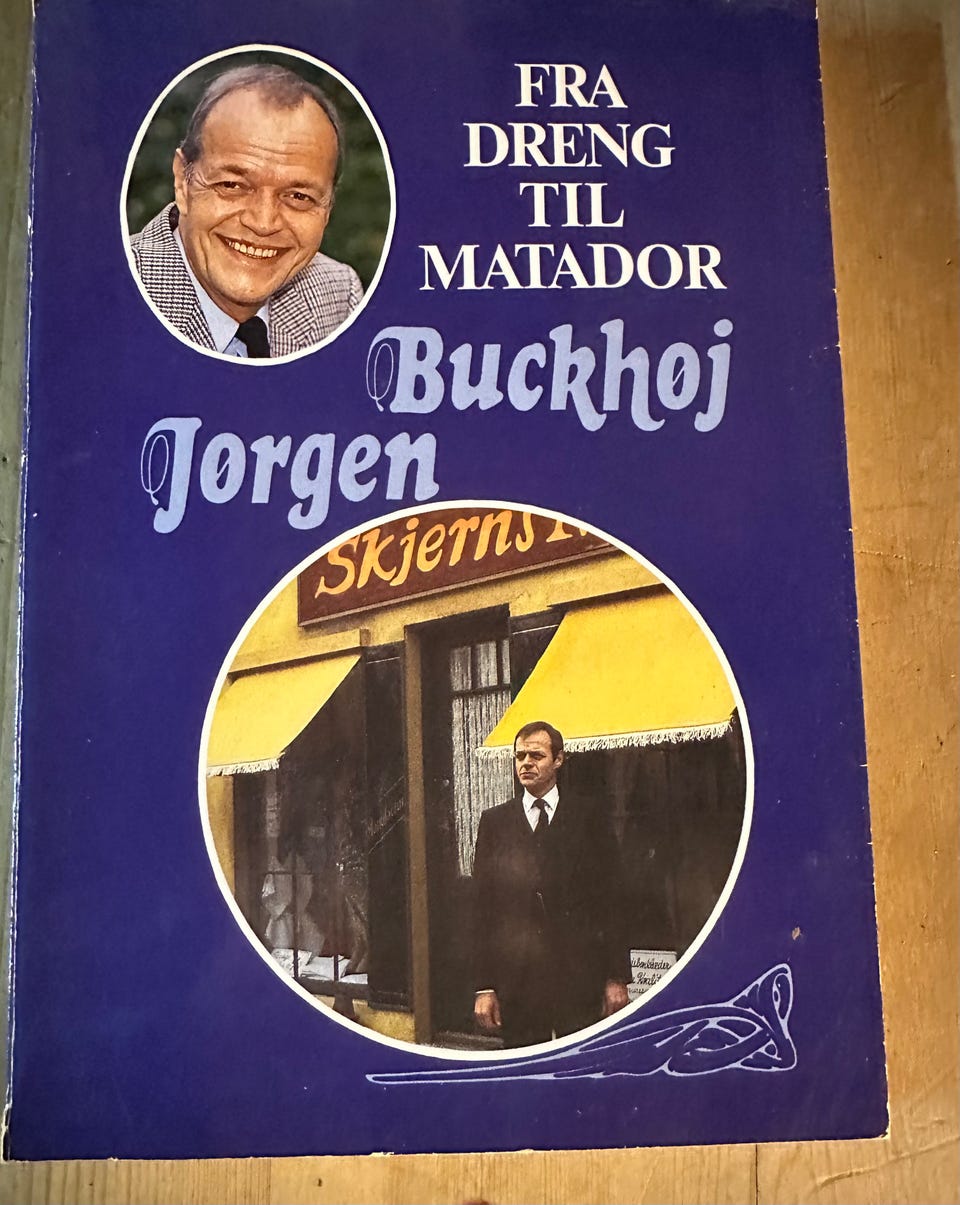 FRA
DRENG
TIL
MATADOR
Buckhøj
Jørgen
Skjerns